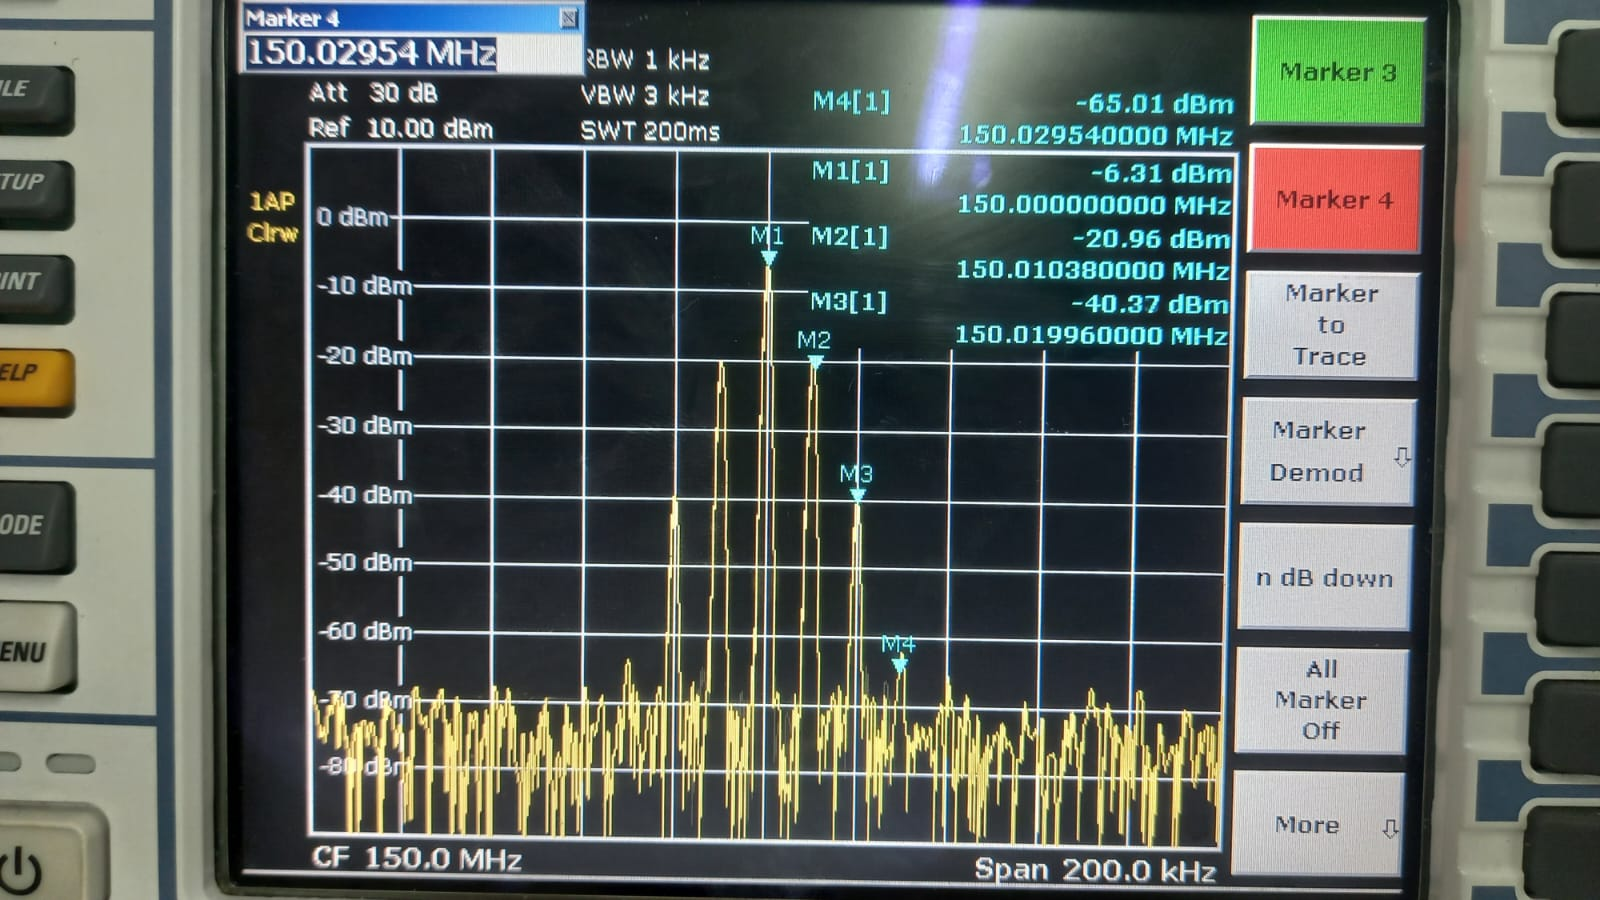 Marker 4
150.02954 MHz
RBW 1 kHz
Att 30 dB
VBW 3 kHz
Ref 10.00 dBm
SWT 200ms
M4[1]
-65.01 dBm
150.029540000 MHz
M1[1]
-6.31 dBm
150.000000000 MHz
M2[1]
-20.96 dBm
150.010380000 MHz
M3[1]
-40.37 dBm
150.019960000 MHz
1AP
Clrw
0 dBm
-10 dBm
-20 dBm
-30 dBm
-40 dBm
-50 dBm
-60 dBm
-70 dBm
-80 dBm
M1
M2
M3
M4
CF 150.0 MHz
Span 200.0 kHz
Marker 3
Marker 4
Marker
to
Trace
Marker
Demod
n dB down
All
Marker
Off
More
LE
TUP
INT
ELP
ODE
ENU